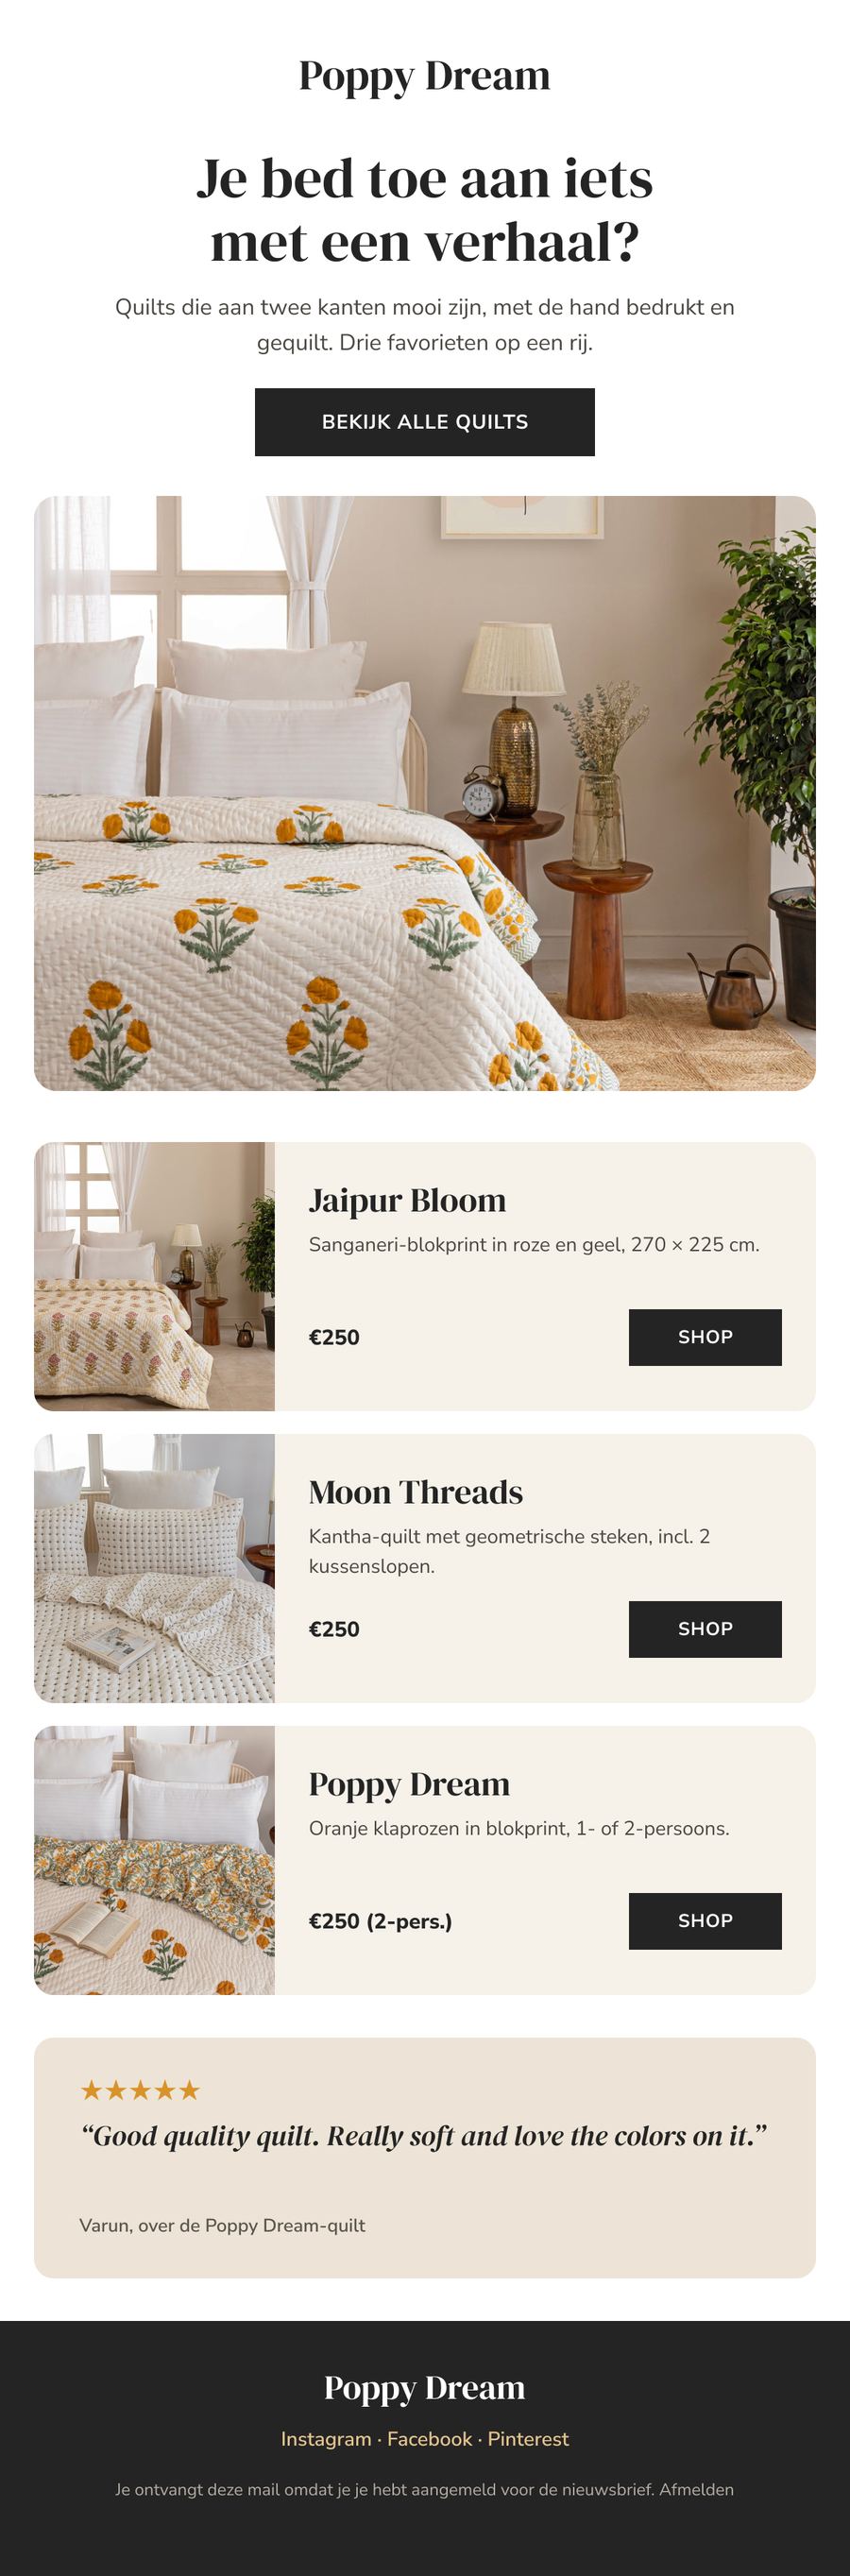 Poppy Dream
Je bed toe aan iets
met een verhaal?
Quilts die aan twee kanten mooi zijn, met de hand bedrukt en
gequilt. Drie favorieten op een rij.
BEKIJK ALLE QUILTS
Jaipur Bloom
Sanganeri-blokprint in roze en geel, 270 × 225 cm.
€250
SHOP
Moon Threads
Kantha-quilt met geometrische steken, incl. 2
kussenslopen.
€250
SHOP
Poppy Dream
Oranje klaprozen in blokprint, 1- of 2-persoons.
€250 (2-pers.)
SHOP
★★★★★
“Good quality quilt. Really soft and love the colors on it.”
Varun, over de Poppy Dream-quilt
Poppy Dream
Instagram · Facebook · Pinterest
Je ontvangt deze mail omdat je je hebt aangemeld voor de nieuwsbrief. Afmelden